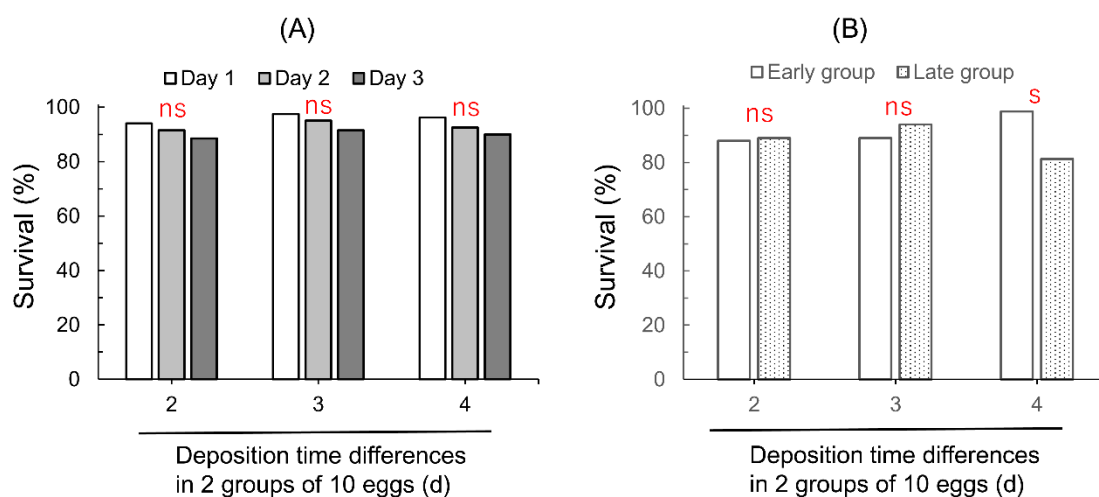 (A)
Day 1 Day 2 Day 3
ns ns ns
Survival (%)
100
80
60
40
20
0
2 3 4
Deposition time differences
in 2 groups of 10 eggs (d)
(B)
Early group Late group
ns ns s
Survival (%)
100
80
60
40
20
0
2 3 4
Deposition time differences
in 2 groups of 10 eggs (d)